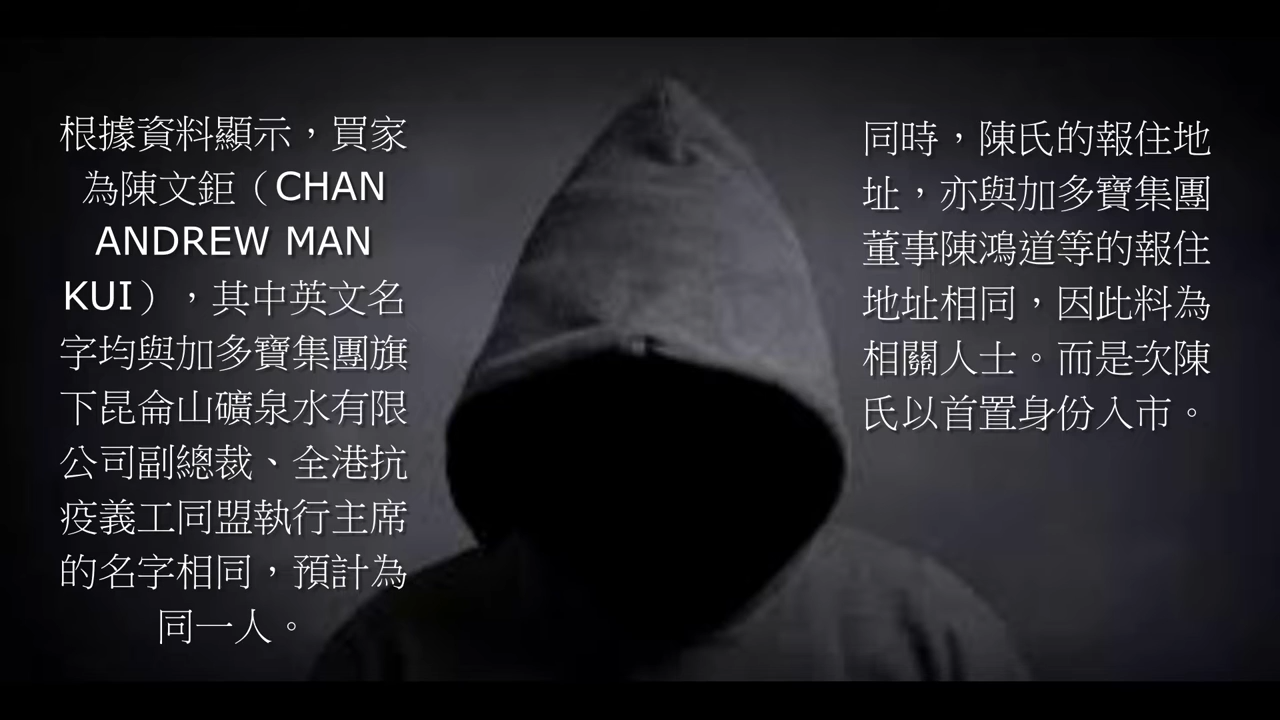 根據資料顯示，買家
為陳文鉅（CHAN
ANDREW MAN
KUI），其中英文名
字均與加多寶集團旗
下昆侖山礦泉水有限
公司副總裁、全港抗
疫義工同盟執行主席
的名字相同，預計為
同一人。
同時，陳氏的報住地
址，亦與加多寶集團
董事陳鴻道等的報住
地址相同，因此料為
相關人士。而是次陳
氏以首置身份入市。